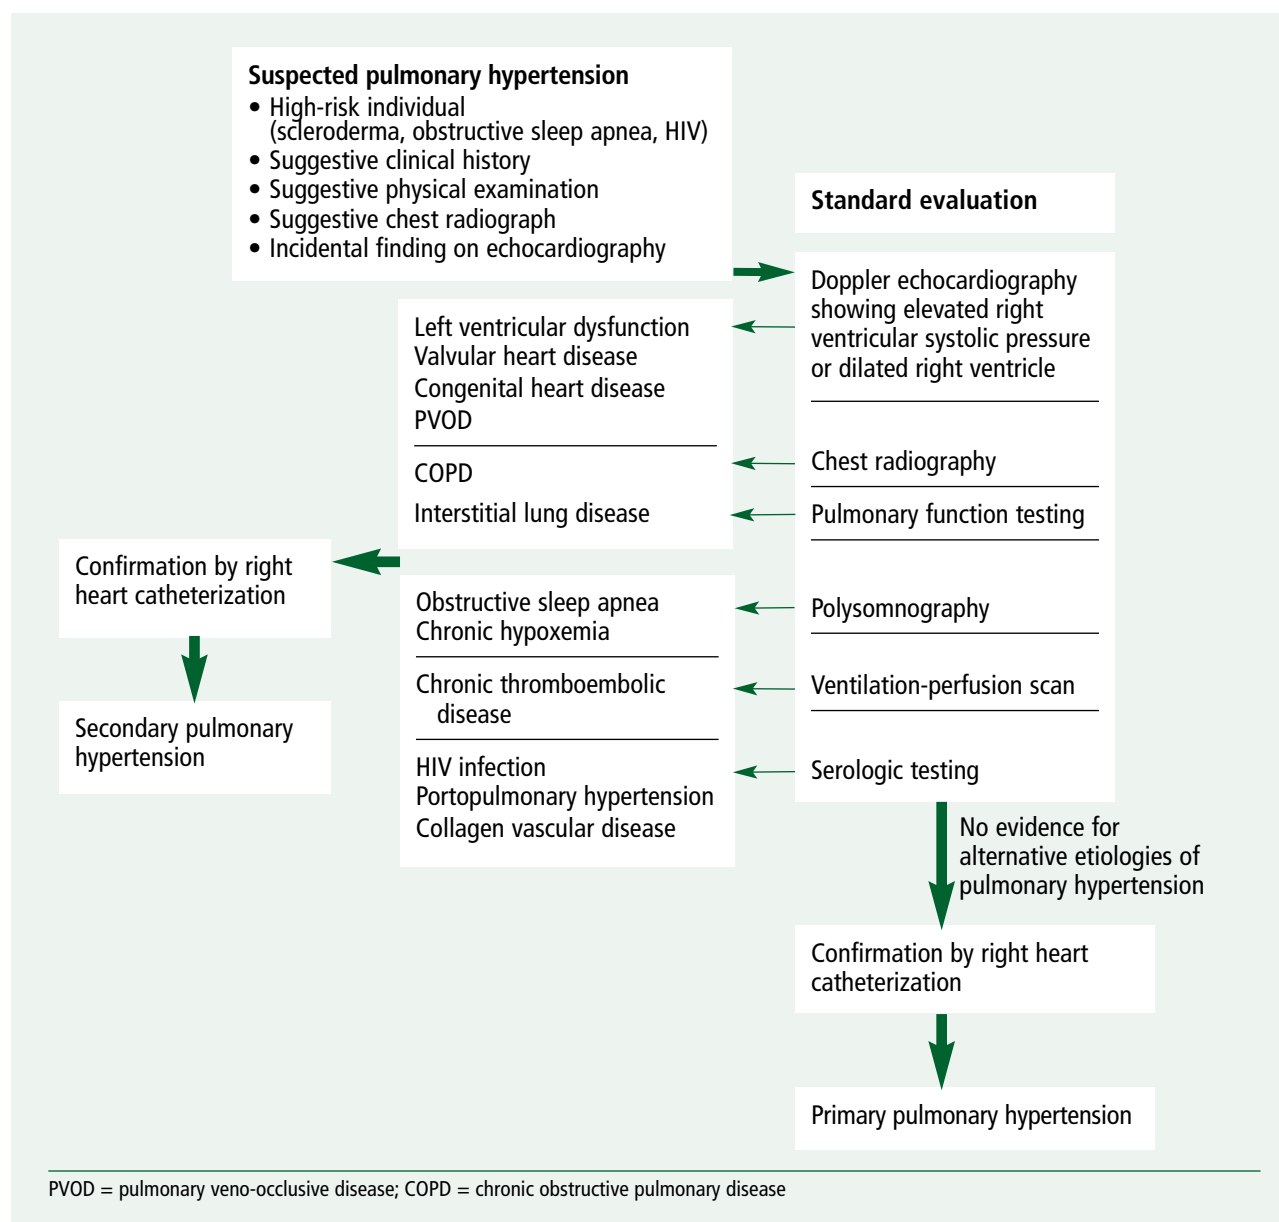 Suspected pulmonary hypertension
• High-risk individual
(scleroderma, obstructive sleep apnea, HIV)
• Suggestive clinical history
• Suggestive physical examination
• Suggestive chest radiograph
• Incidental finding on echocardiography
Standard evaluation
Doppler echocardiography
showing elevated right
ventricular systolic pressure
or dilated right ventricle
Chest radiography
Pulmonary function testing
Polysomnography
Ventilation-perfusion scan
Serologic testing
Left ventricular dysfunction
Valvular heart disease
Congenital heart disease
PVOD
COPD
Interstitial lung disease
Obstructive sleep apnea
Chronic hypoxemia
Chronic thromboembolic
disease
HIV infection
Portopulmonary hypertension
Collagen vascular disease
Confirmation by right
heart catheterization
Secondary pulmonary
hypertension
No evidence for
alternative etiologies of
pulmonary hypertension
Confirmation by right heart
catheterization
Primary pulmonary hypertension
PVOD = pulmonary veno-occlusive disease; COPD = chronic obstructive pulmonary disease